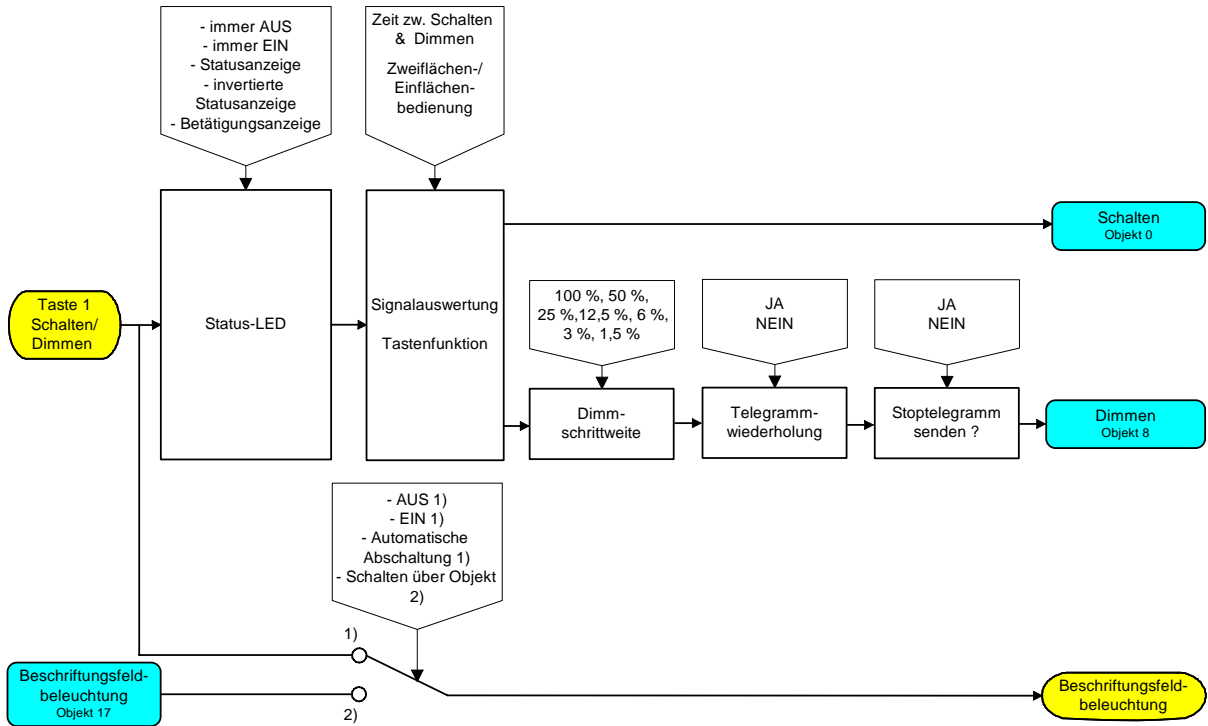 - immer AUS
- immer EIN
- Statusanzeige
- invertierte
Statusanzeige
- Betätigungsanzeige
Zeit zw. Schalten
& Dimmen
Zweiflächen-/
Einflächen-
bedienung
Taste 1
Schalten/
Dimmen
Status-LED
Signalauswertung
Tastenfunktion
Schalten
Objekt 0
100 %, 50 %,
25 %,12,5 %, 6 %,
3 %, 1,5 %
JA
NEIN
JA
NEIN
Dimm-
schrittweite
Telegramm-
wiederholung
Stoptelegramm
senden ?
Dimmen
Objekt 8
- AUS 1)
- EIN 1)
- Automatische
Abschaltung 1)
- Schalten über Objekt
2)
1)
2)
Beschriftungsfeld-
beleuchtung
Objekt 17
Beschriftungsfeld-
beleuchtung